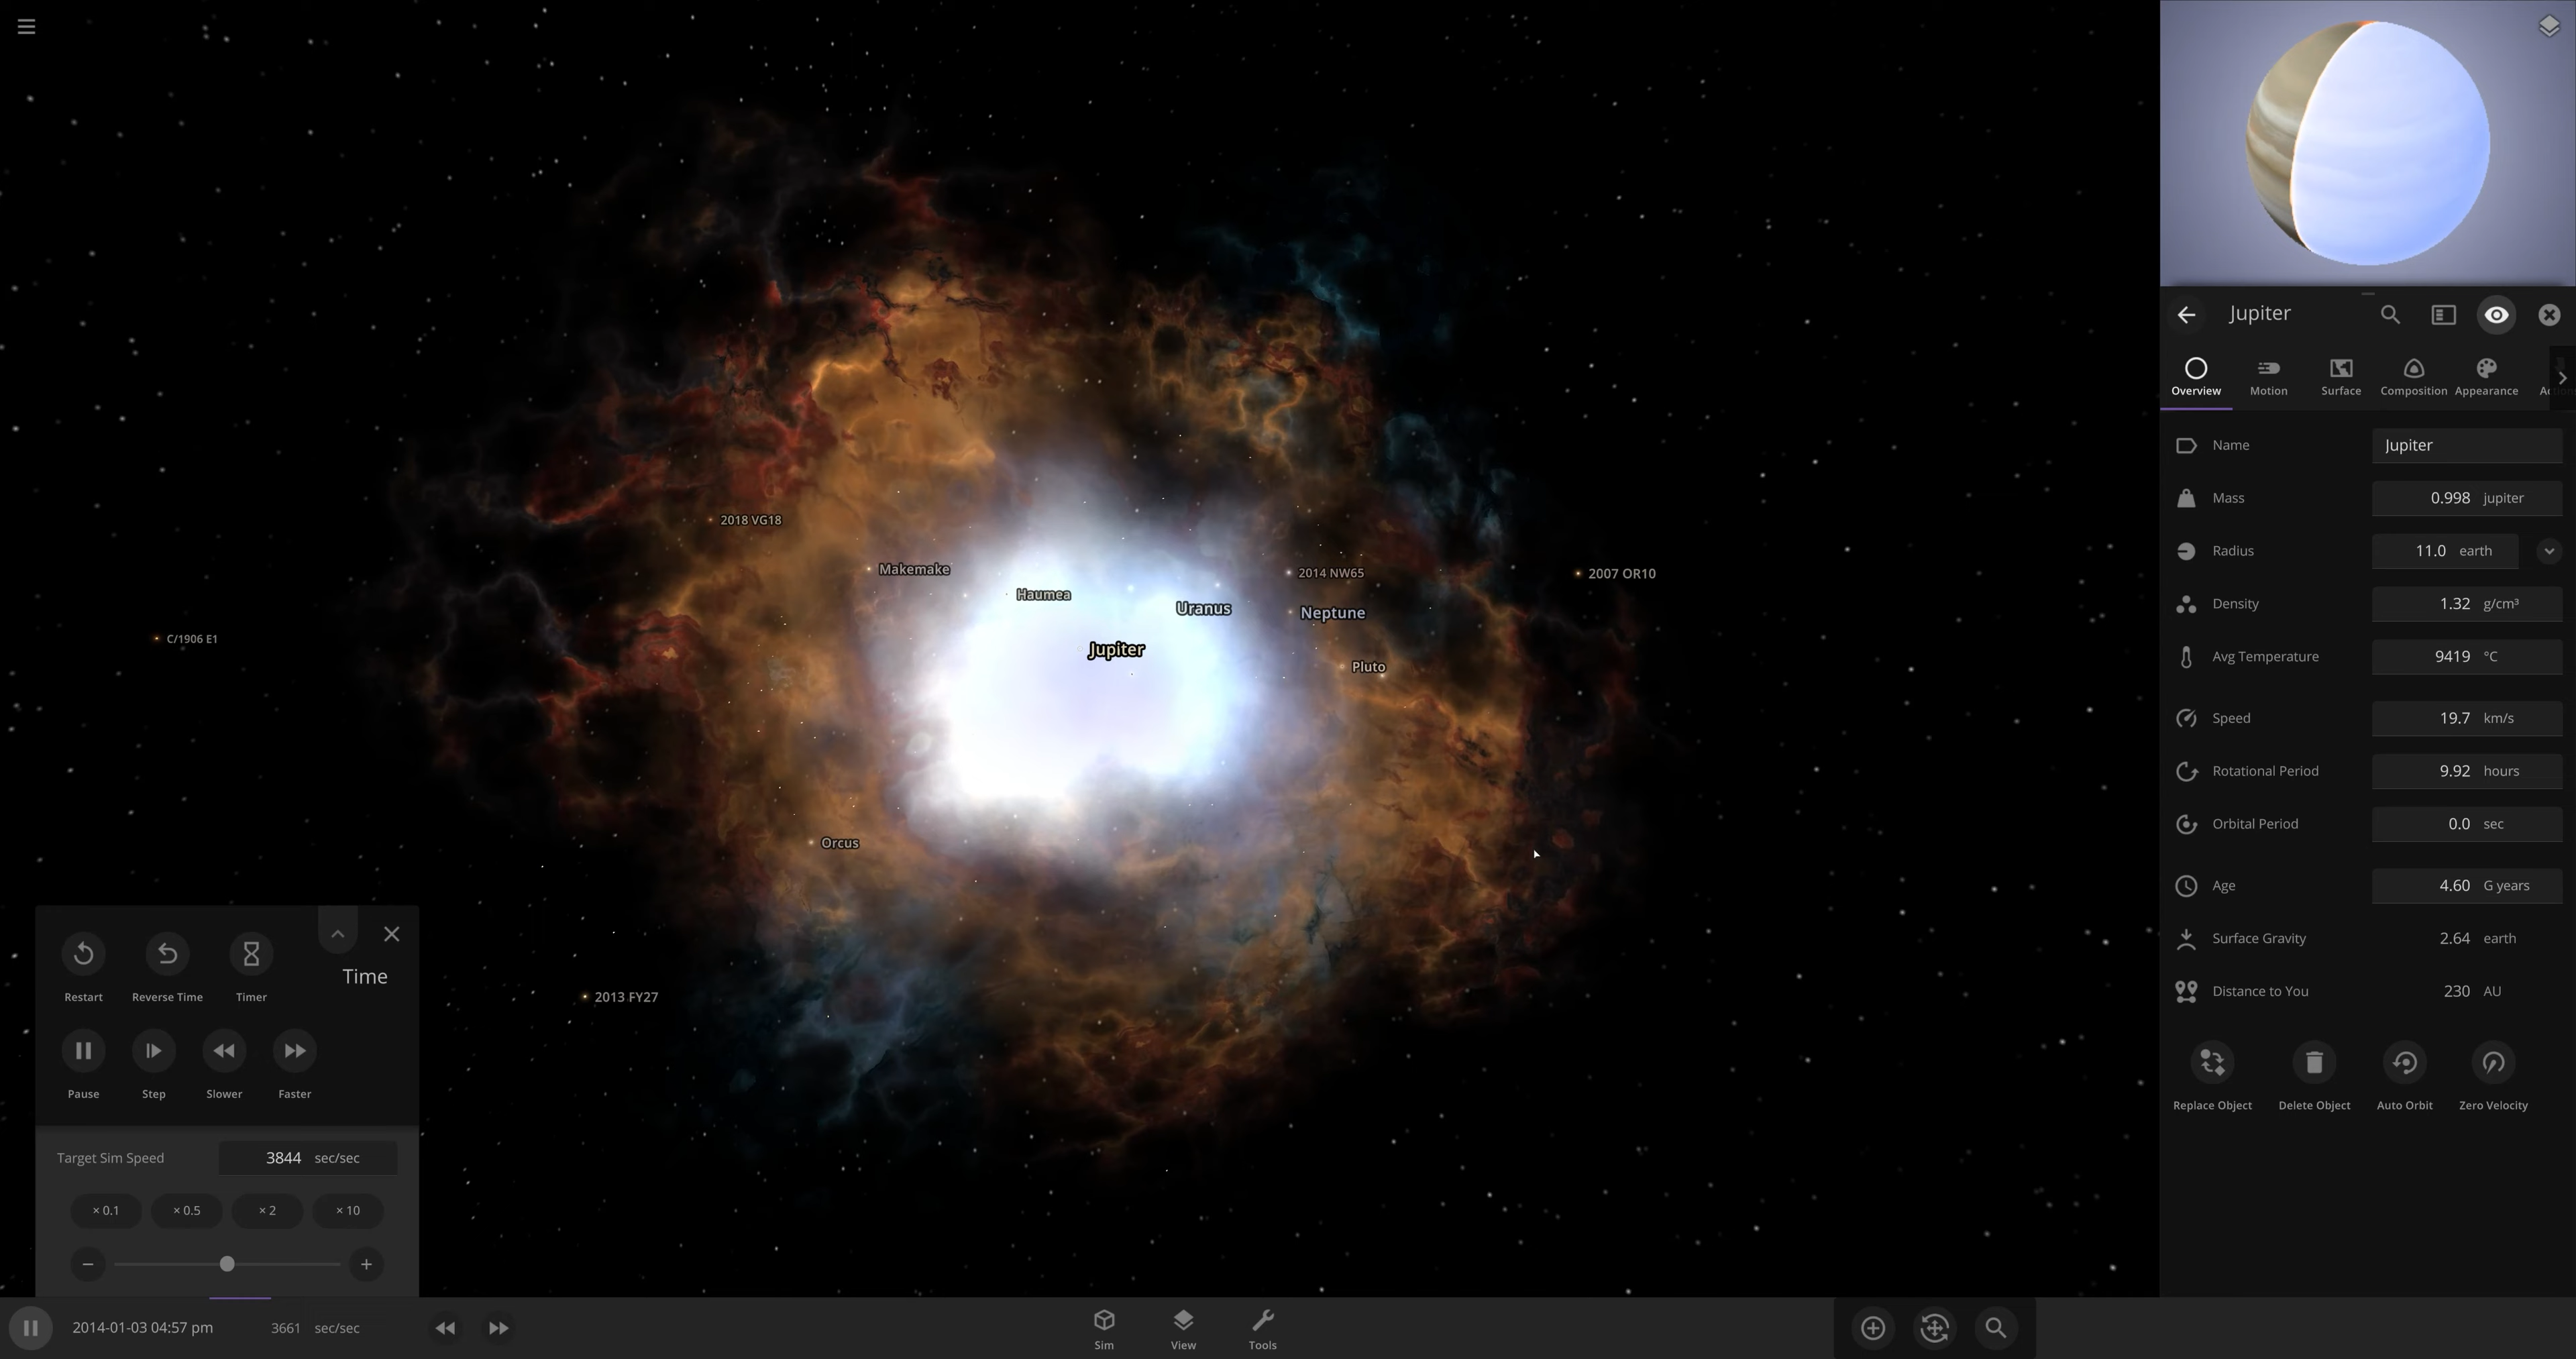 Jupiter
Overview
Motion
Surface
Composition
Appearance
Name
Jupiter
Mass
0.998 jupiter
Radius
11.0 earth
Density
1.32 g/cm³
Avg Temperature
9419 °C
Speed
19.7 km/s
Rotational Period
9.92 hours
Orbital Period
0.0 sec
Age
4.60 G years
Surface Gravity
2.64 earth
Distance to You
230 AU
Replace Object
Delete Object
Auto Orbit
Zero Velocity
2018 VG18
Makemake
Haumea
Uranus
2014 NW65
Neptune
2007 OR10
C/1906 E1
Jupiter
Pluto
Orcus
2013 FY27
Time
Restart
Reverse Time
Timer
Pause
Step
Slower
Faster
Target Sim Speed
3844 sec/sec
× 0.1
× 0.5
× 2
× 10
2014-01-03 04:57 pm
3661 sec/sec
Sim
View
Tools